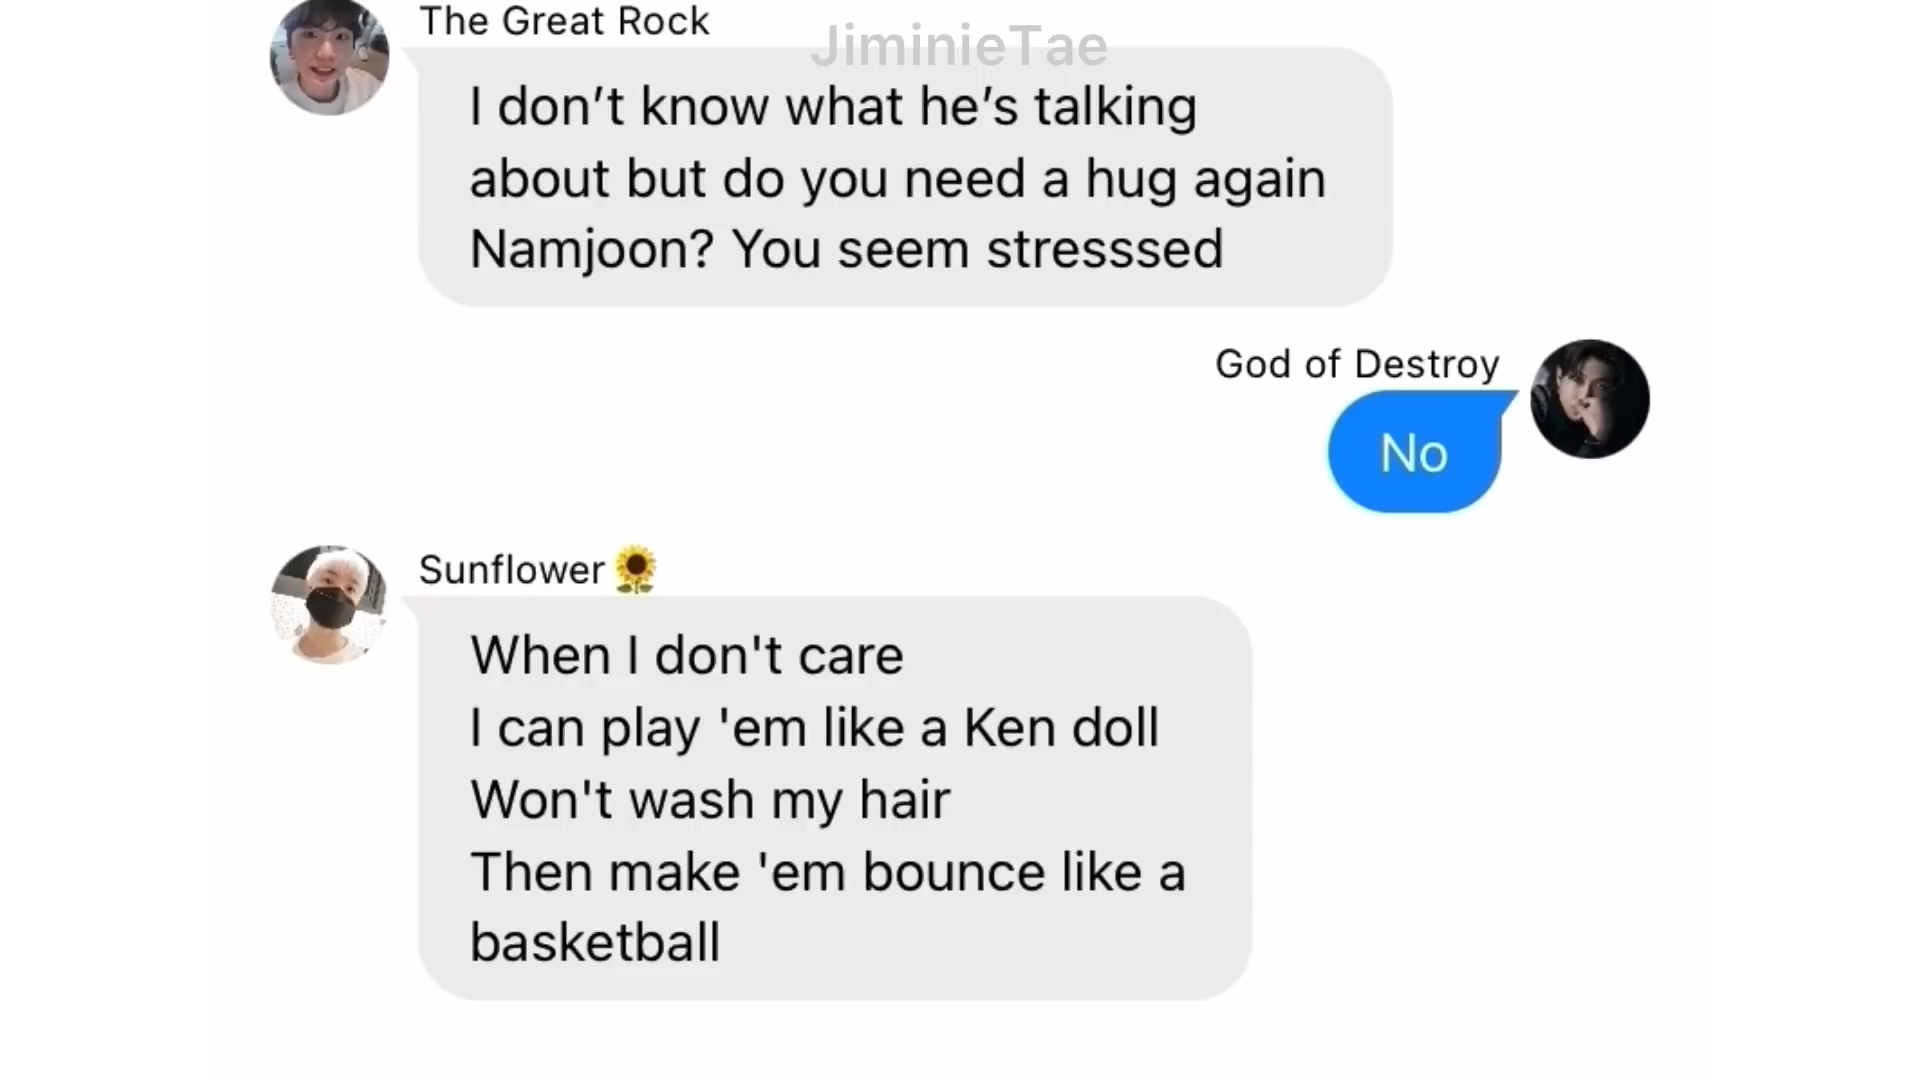 The Great Rock
JiminieTae
I don’t know what he’s talking
about but do you need a hug again
Namjoon? You seem stresssed
God of Destroy
No
Sunflower🌻
When I don't care
I can play 'em like a Ken doll
Won't wash my hair
Then make 'em bounce like a
basketball